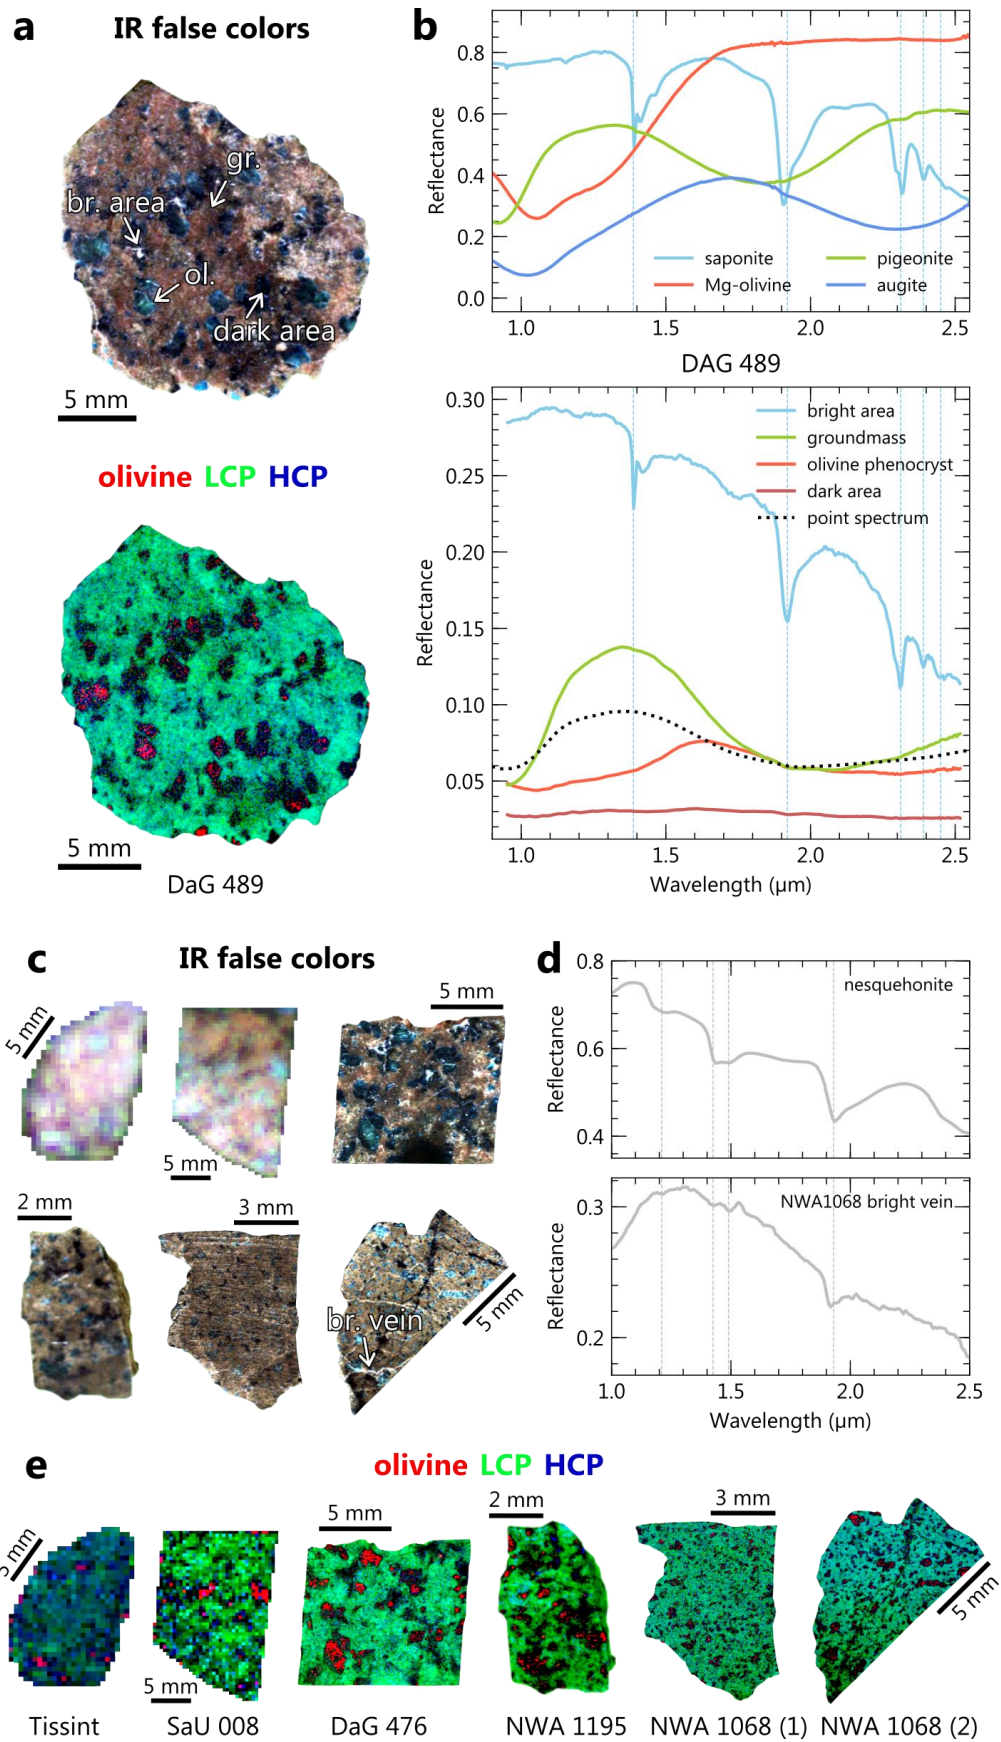 a
IR false colors
gr.
br. area
ol.
dark area
5 mm
olivine LCP HCP
5 mm
DaG 489
b
Reflectance
0.8
0.6
0.4
0.2
0.0
saponite
Mg-olivine
pigeonite
augite
1.0 1.5 2.0 2.5
DAG 489
Reflectance
0.30
0.25
0.20
0.15
0.10
0.05
bright area
groundmass
olivine phenocryst
dark area
point spectrum
1.0 1.5 2.0 2.5
Wavelength (µm)
c
IR false colors
5 mm
5 mm
5 mm
2 mm
3 mm
br. vein
5 mm
d
Reflectance
0.8
0.6
0.4
nesquehonite
Reflectance
0.3
0.2
NWA1068 bright vein
1.0 1.5 2.0 2.5
Wavelength (µm)
e
olivine LCP HCP
5 mm
5 mm
5 mm
2 mm
3 mm
5 mm
Tissint
SaU 008
DaG 476
NWA 1195
NWA 1068 (1)
NWA 1068 (2)